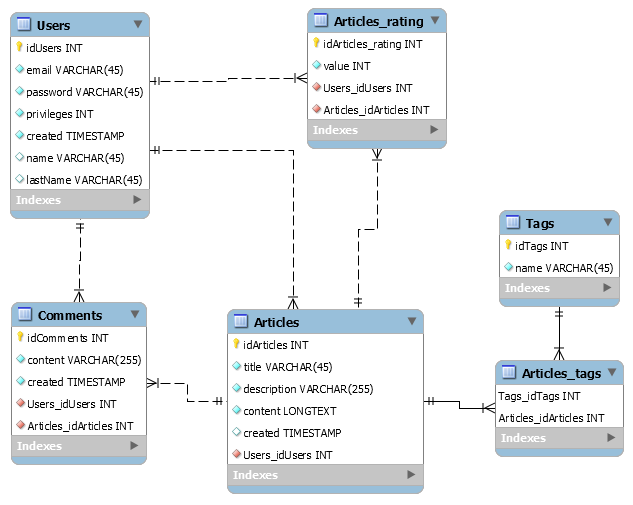 Users
idUsers INT
email VARCHAR(45)
password VARCHAR(45)
privileges INT
created TIMESTAMP
name VARCHAR(45)
lastName VARCHAR(45)
Indexes
Articles_rating
idArticles_rating INT
value INT
Users_idUsers INT
Articles_idArticles INT
Indexes
Tags
idTags INT
name VARCHAR(45)
Indexes
Comments
idComments INT
content VARCHAR(255)
created TIMESTAMP
Users_idUsers INT
Articles_idArticles INT
Indexes
Articles
idArticles INT
title VARCHAR(45)
description VARCHAR(255)
content LONGTEXT
created TIMESTAMP
Users_idUsers INT
Indexes
Articles_tags
Tags_idTags INT
Articles_idArticles INT
Indexes